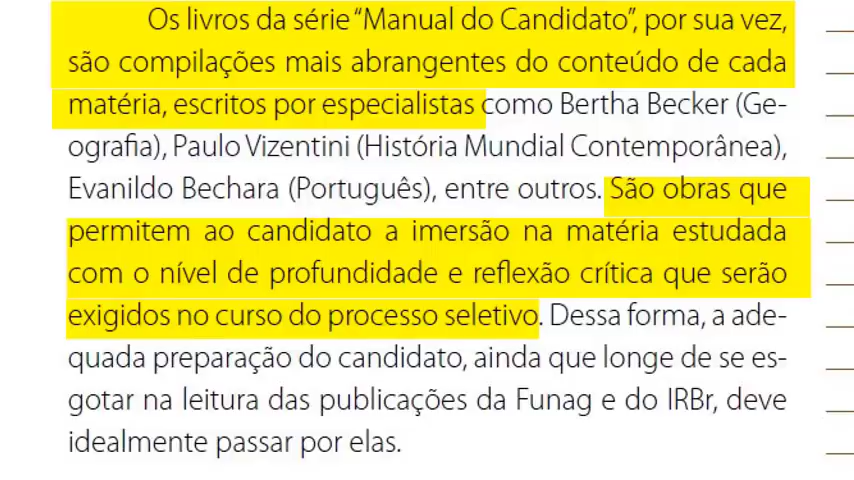 Os livros da série “Manual do Candidato”, por sua vez,
são compilações mais abrangentes do conteúdo de cada
matéria, escritos por especialistas como Bertha Becker (Ge-
ografia), Paulo Vizentini (História Mundial Contemporânea),
Evanildo Bechara (Português), entre outros. São obras que
permitem ao candidato a imersão na matéria estudada
com o nível de profundidade e reflexão crítica que serão
exigidos no curso do processo seletivo. Dessa forma, a ade-
quada preparação do candidato, ainda que longe de se es-
gotar na leitura das publicações da Funag e do IRBr, deve
idealmente passar por elas.